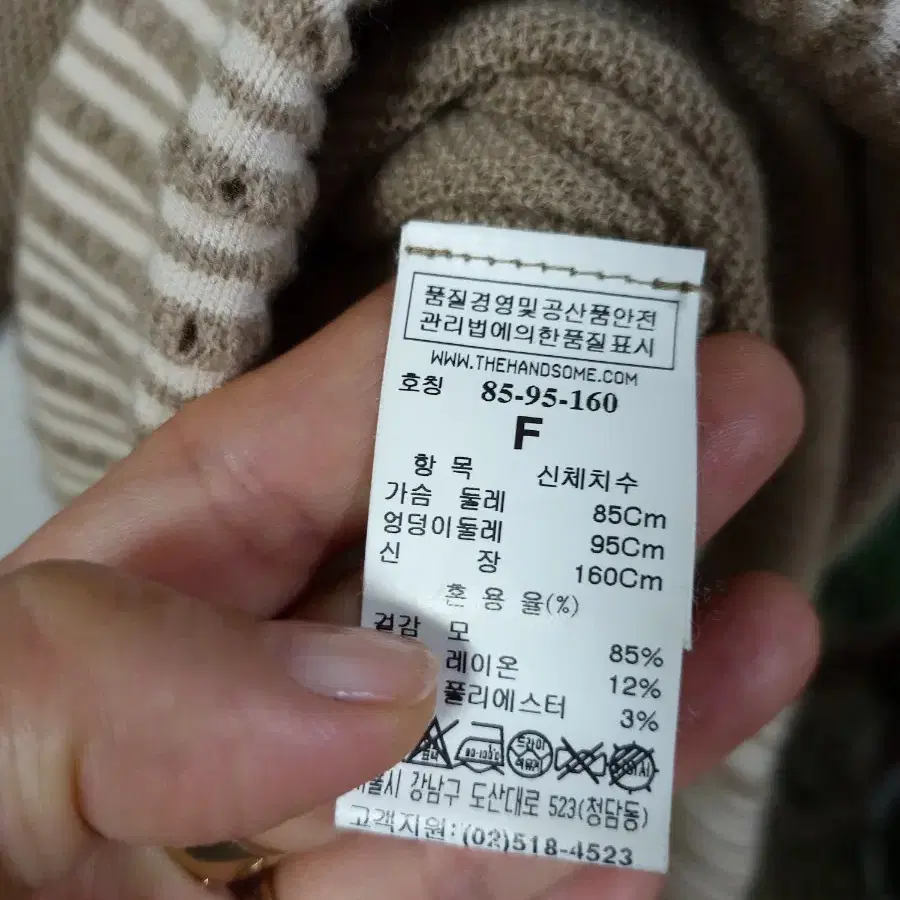 품질경영및공산품안전
관리법에의한품질표시
WWW.THEHANDSOME.COM
호칭 85-95-160
F
항 목 신체치수
가슴 둘레 85Cm
엉덩이둘레 95Cm
신 장 160Cm
혼 용 율(%)
겉감 모 85%
레이온 12%
폴리에스터 3%
드라이
강남구 도산대로 523(청담동)
고객지원:(02)518-4523